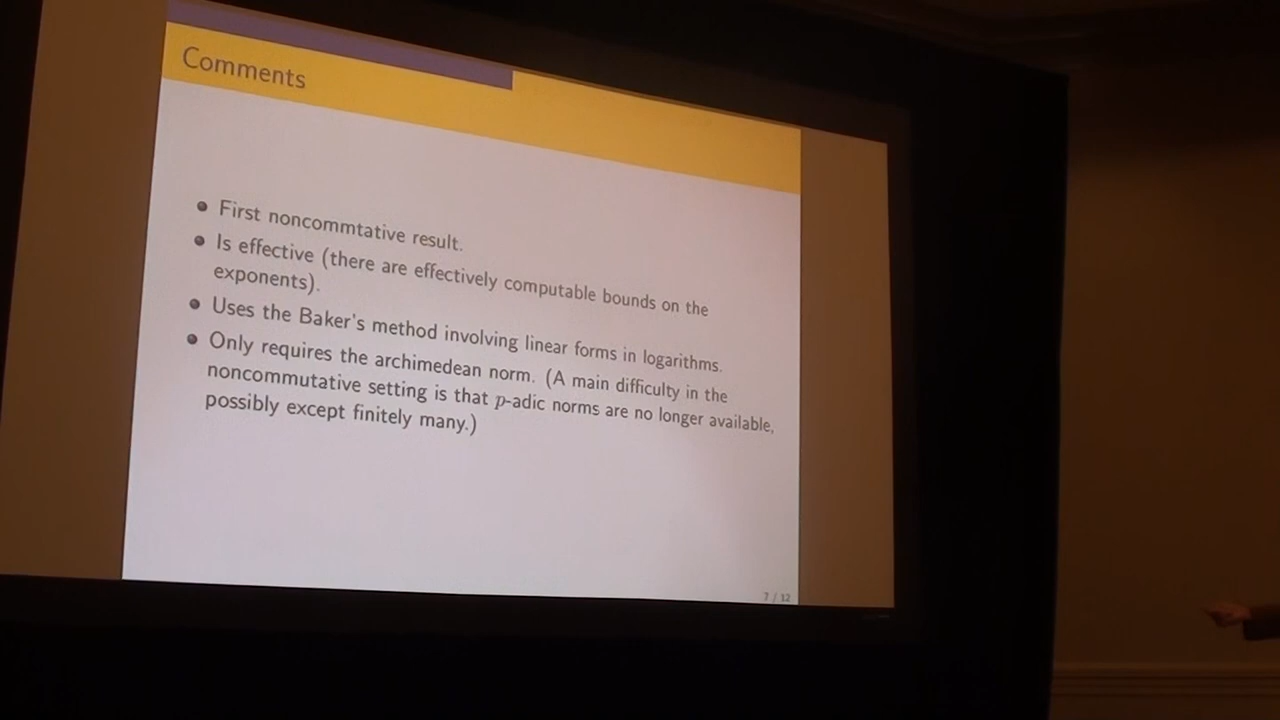 Comments
First noncommtative result.
Is effective (there are effectively computable bounds on the
exponents).
Uses the Baker's method involving linear forms in logarithms.
Only requires the archimedean norm. (A main difficulty in the
noncommutative setting is that p-adic norms are no longer available,
possibly except finitely many.)
7 / 12